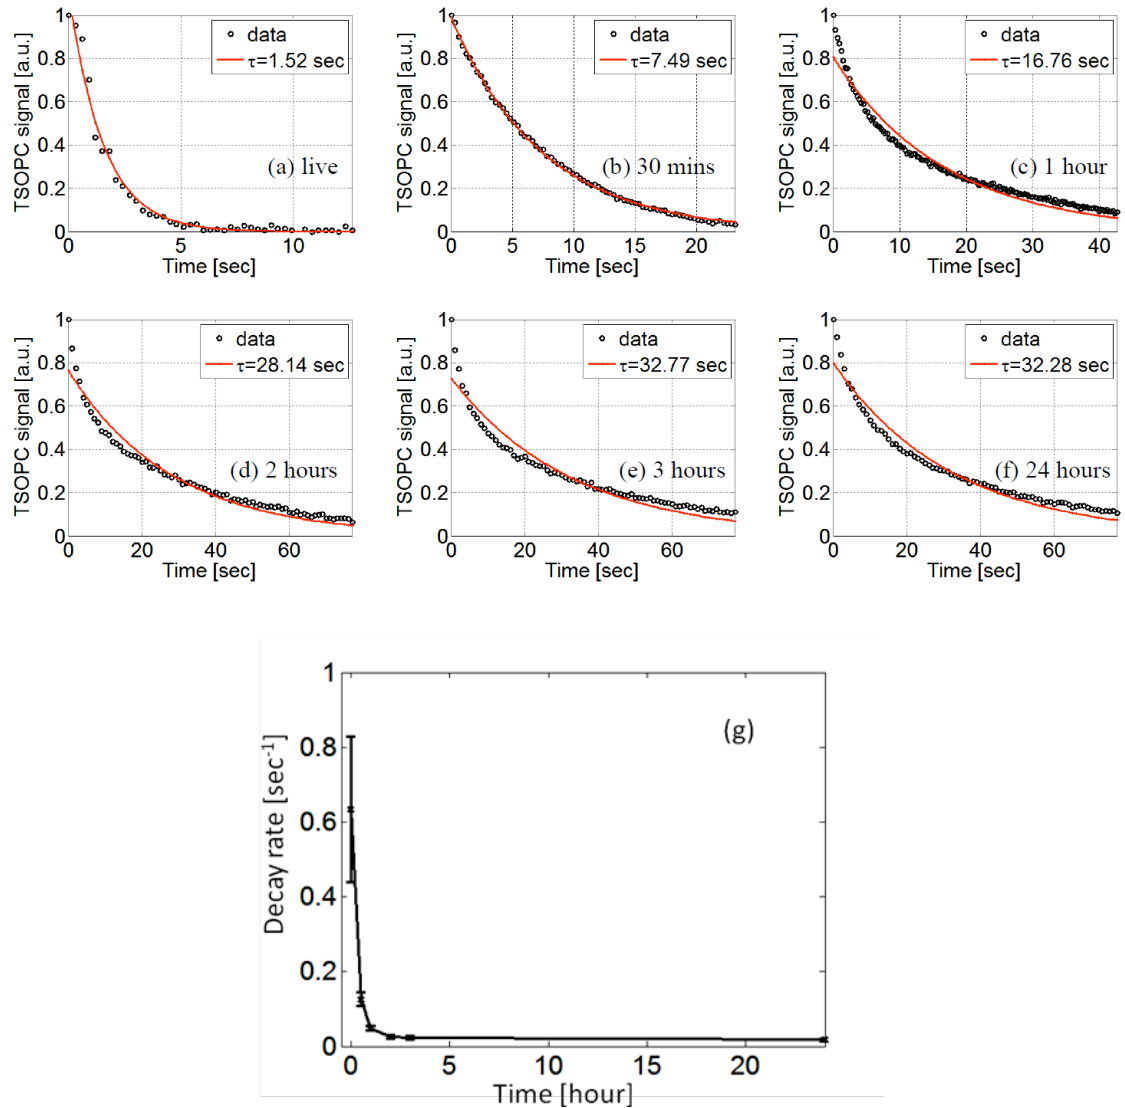 TSOPC signal [a.u.]
1
0.8
0.6
0.4
0.2
0
0 5 10
Time [sec]
data
τ=1.52 sec
(a) live
TSOPC signal [a.u.]
1
0.8
0.6
0.4
0.2
0
0 5 10 15 20
Time [sec]
data
τ=7.49 sec
(b) 30 mins
TSOPC signal [a.u.]
1
0.8
0.6
0.4
0.2
0
0 10 20 30 40
Time [sec]
data
τ=16.76 sec
(c) 1 hour
TSOPC signal [a.u.]
1
0.8
0.6
0.4
0.2
0
0 20 40 60
Time [sec]
data
τ=28.14 sec
(d) 2 hours
TSOPC signal [a.u.]
1
0.8
0.6
0.4
0.2
0
0 20 40 60
Time [sec]
data
τ=32.77 sec
(e) 3 hours
TSOPC signal [a.u.]
1
0.8
0.6
0.4
0.2
0
0 20 40 60
Time [sec]
data
τ=32.28 sec
(f) 24 hours
Decay rate [sec⁻¹]
1
0.8
0.6
0.4
0.2
0
0 5 10 15 20
Time [hour]
(g)